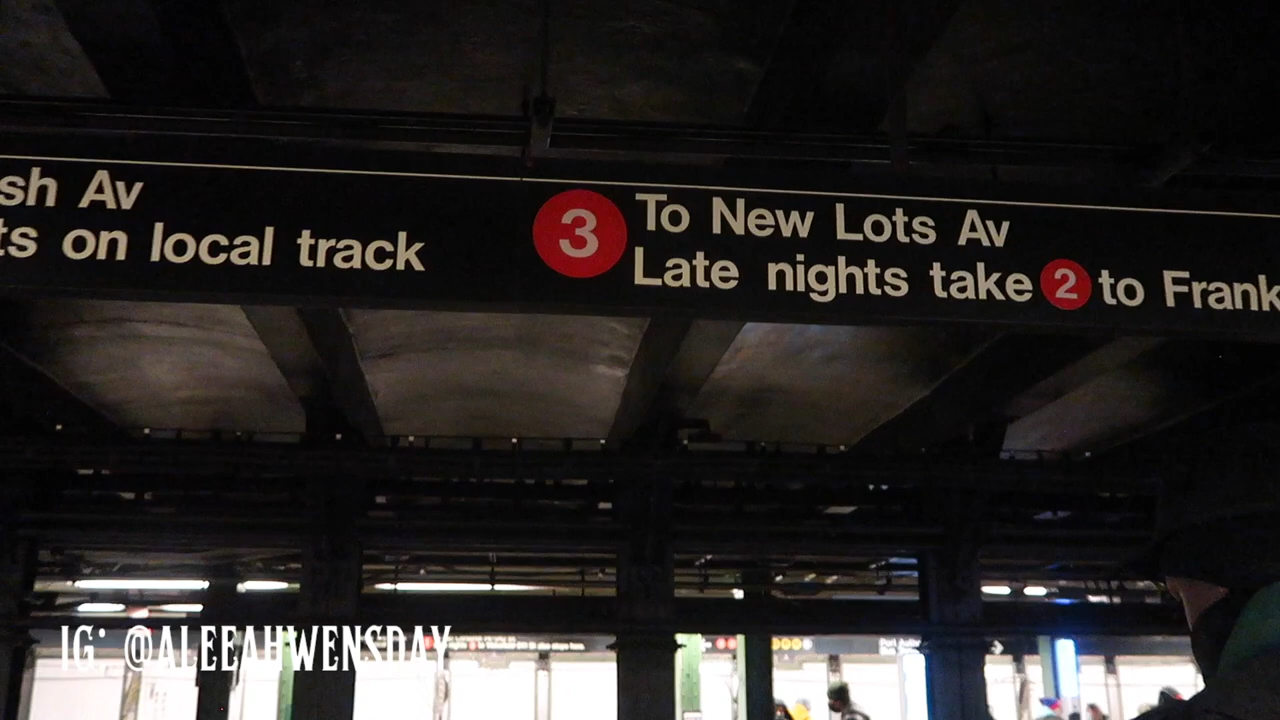 sh Av
ts on local track
3 To New Lots Av
Late nights take 2 to Frank
IG; @ALEEAHWENSDAY